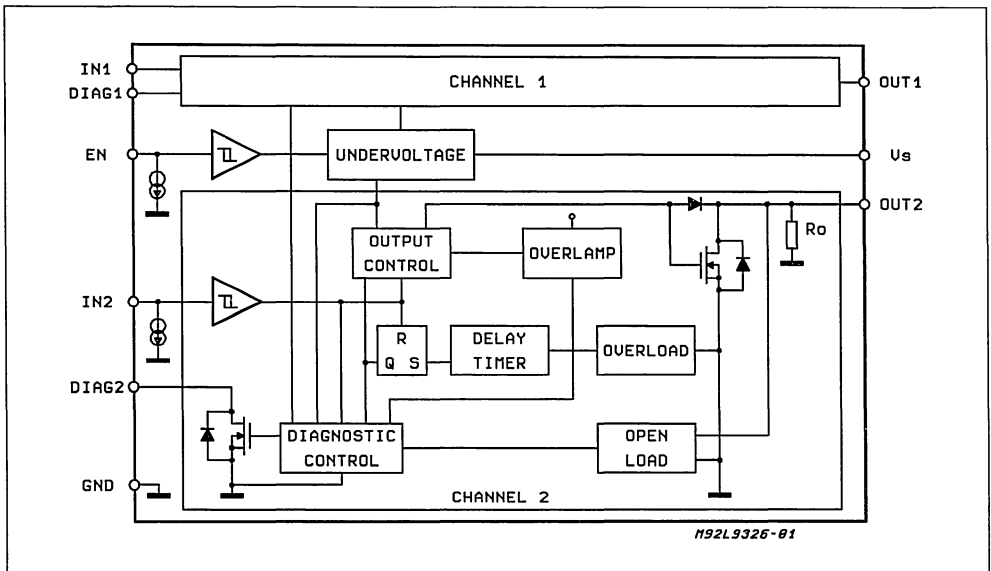 IN1
DIAG1
CHANNEL 1
OUT1
EN
UNDERVOLTAGE
Vs
OUT2
OUTPUT
CONTROL
OVERLAMP
Ro
IN2
R
Q S
DELAY
TIMER
OVERLOAD
DIAG2
DIAGNOSTIC
CONTROL
OPEN
LOAD
GND
CHANNEL 2
M92L9326-01